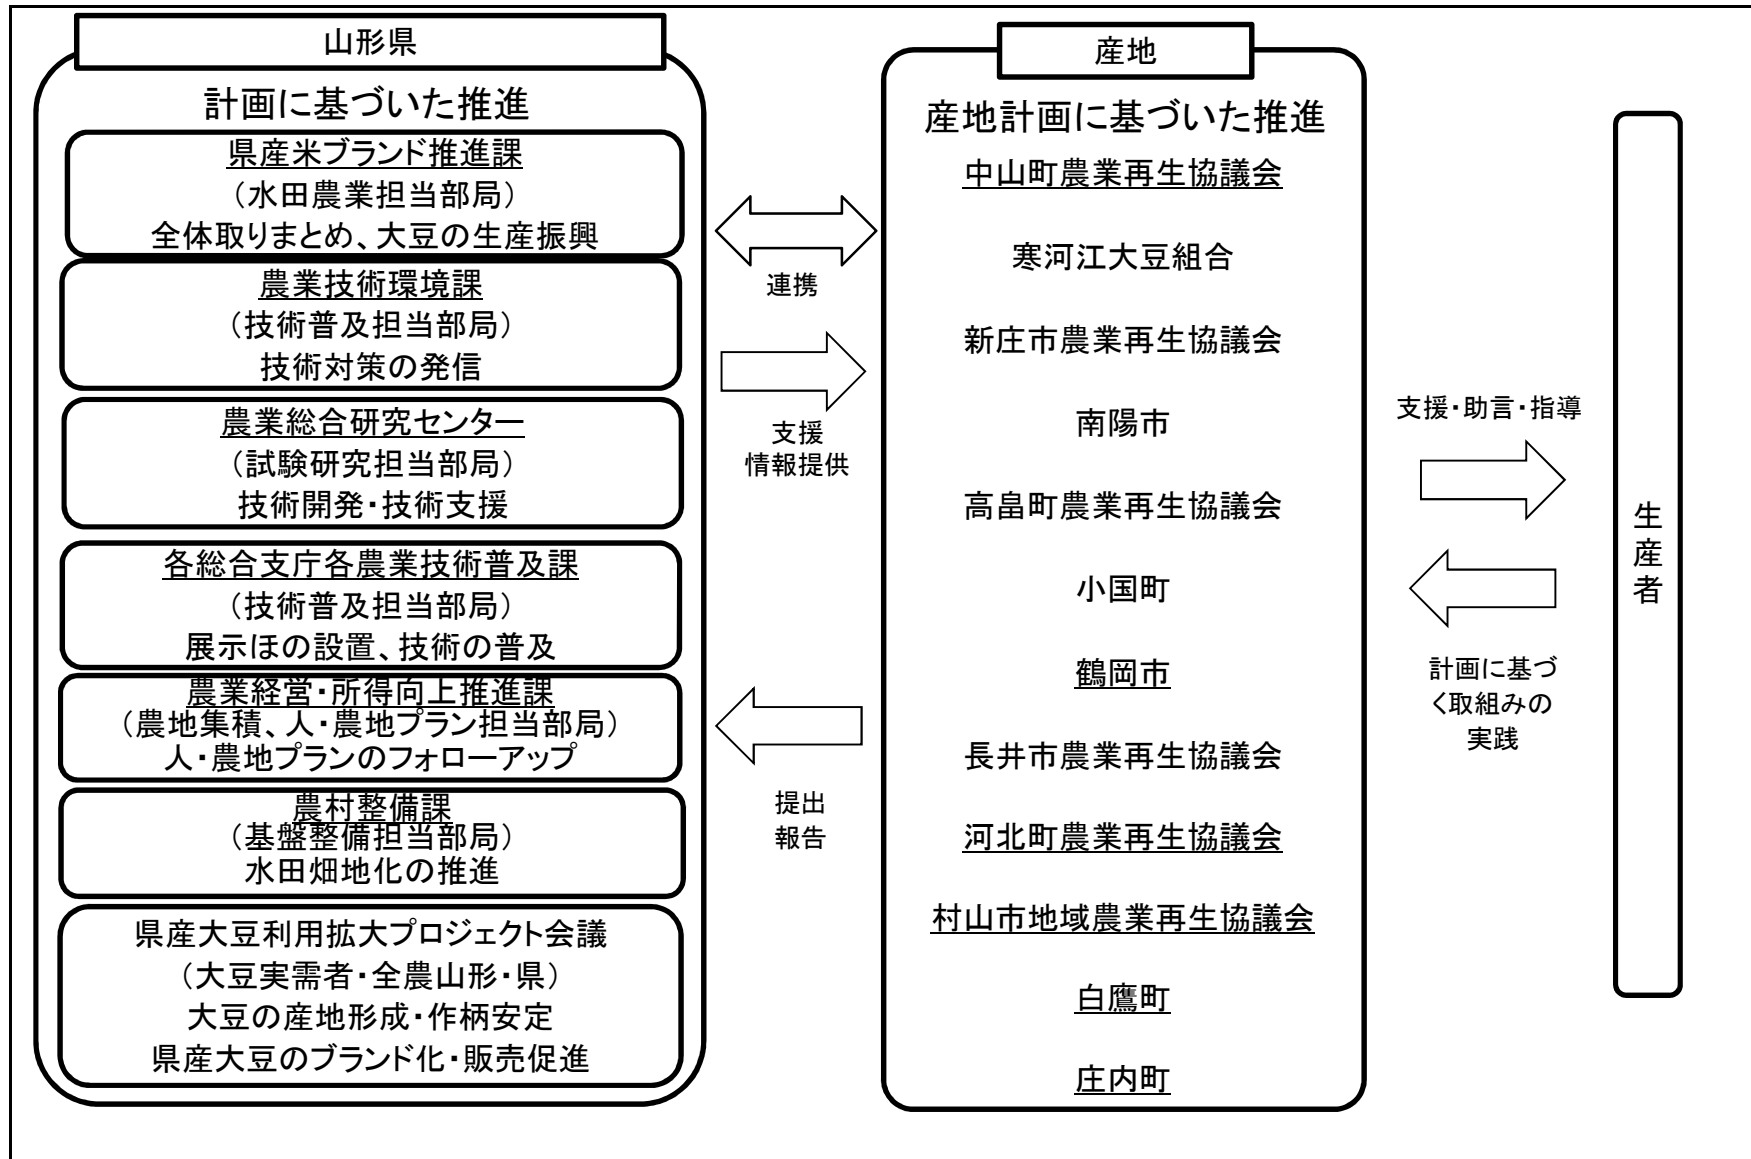 山形県
計画に基づいた推進
県産米ブランド推進課
（水田農業担当部局）
全体取りまとめ、大豆の生産振興
農業技術環境課
（技術普及担当部局）
技術対策の発信
農業総合研究センター
（試験研究担当部局）
技術開発・技術支援
各総合支庁各農業技術普及課
（技術普及担当部局）
展示ほの設置、技術の普及
農業経営・所得向上推進課
（農地集積、人・農地プラン担当部局）
人・農地プランのフォローアップ
農村整備課
（基盤整備担当部局）
水田畑地化の推進
県産大豆利用拡大プロジェクト会議
（大豆実需者・全農山形・県）
大豆の産地形成・作柄安定
県産大豆のブランド化・販売促進
連携
支援
情報提供
提出
報告
産地
産地計画に基づいた推進
中山町農業再生協議会
寒河江大豆組合
新庄市農業再生協議会
南陽市
高畠町農業再生協議会
小国町
鶴岡市
長井市農業再生協議会
河北町農業再生協議会
村山市地域農業再生協議会
白鷹町
庄内町
支援・助言・指導
計画に基づ
く取組みの
実践
生産者